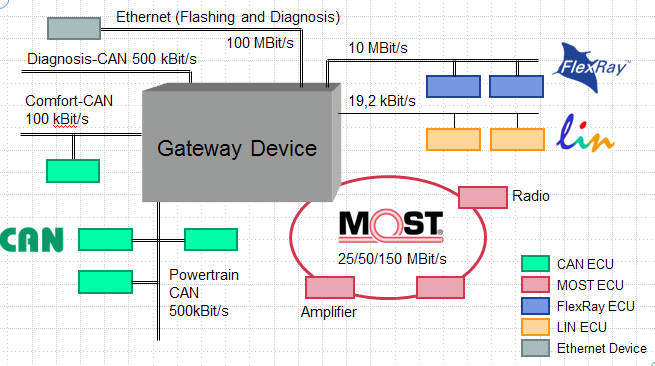 Ethernet (Flashing and Diagnosis)
100 MBit/s
10 MBit/s
Diagnosis-CAN 500 kBit/s
FlexRay™
Comfort-CAN
100 kBit/s
19,2 kBit/s
Gateway Device
lin
Radio
MOST®
CAN
25/50/150 MBit/s
Powertrain
CAN
500kBit/s
Amplifier
CAN ECU
MOST ECU
FlexRay ECU
LIN ECU
Ethernet Device